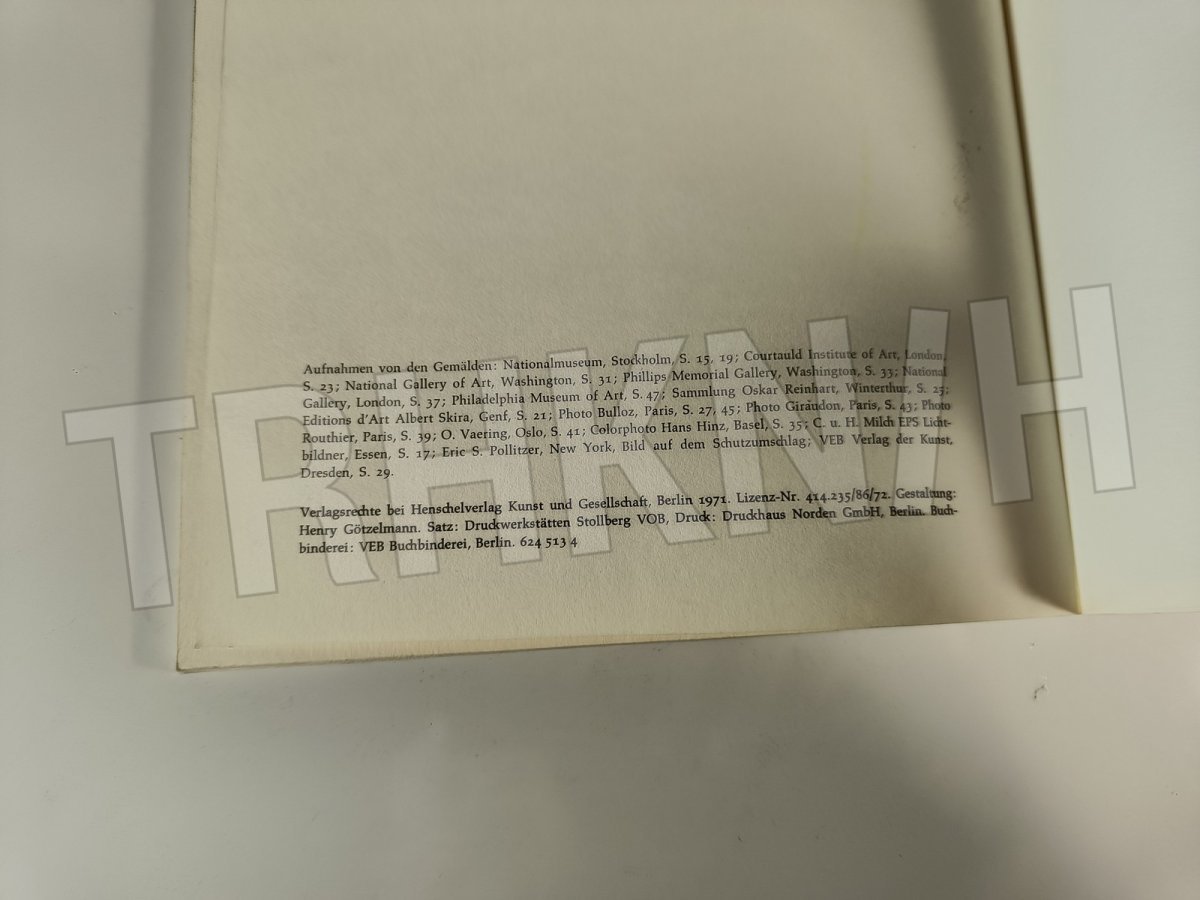 Aufnahmen von den Gemälden: Nationalmuseum, Stockholm, S. 15, 19; Courtauld Institute of Art, London,
S. 23; National Gallery of Art, Washington, S. 31; Phillips Memorial Gallery, Washington, S. 33; National
Gallery, London, S. 37; Philadelphia Museum of Art, S. 47; Sammlung Oskar Reinhart, Winterthur, S. 25;
Editions d'Art Albert Skira, Genf, S. 21; Photo Bulloz, Paris, S. 27, 45; Photo Giraudon, Paris, S. 43; Photo
Routhier, Paris, S. 39; O. Vaering, Oslo, S. 41; Colorphoto Hans Hinz, Basel, S. 35; C. u. H. Milch EPS Licht-
bildner, Essen, S. 17; Eric S. Pollitzer, New York, Bild auf dem Schutzumschlag; VEB Verlag der Kunst,
Dresden, S. 29.
Verlagsrechte bei Henschelverlag Kunst und Gesellschaft, Berlin 1971. Lizenz-Nr. 414.235/86/72. Gestaltung:
Henry Götzelmann. Satz: Druckwerkstätten Stollberg VOB, Druck: Druckhaus Norden GmbH, Berlin. Buch-
binderei: VEB Buchbinderei, Berlin. 624 513 4